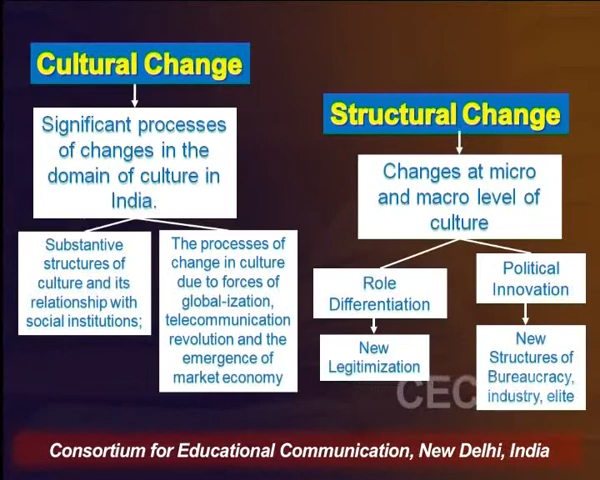 Cultural Change
Significant processes
of changes in the
domain of culture in
India.
Substantive
structures of
culture and its
relationship with
social institutions;
The processes of
change in culture
due to forces of
global-ization,
telecommunication
revolution and the
emergence of
market economy
Structural Change
Changes at micro
and macro level of
culture
Role
Differentiation
New
Legitimization
Political
Innovation
New
Structures of
Bureaucracy,
industry, elite
CEC
Consortium for Educational Communication, New Delhi, India